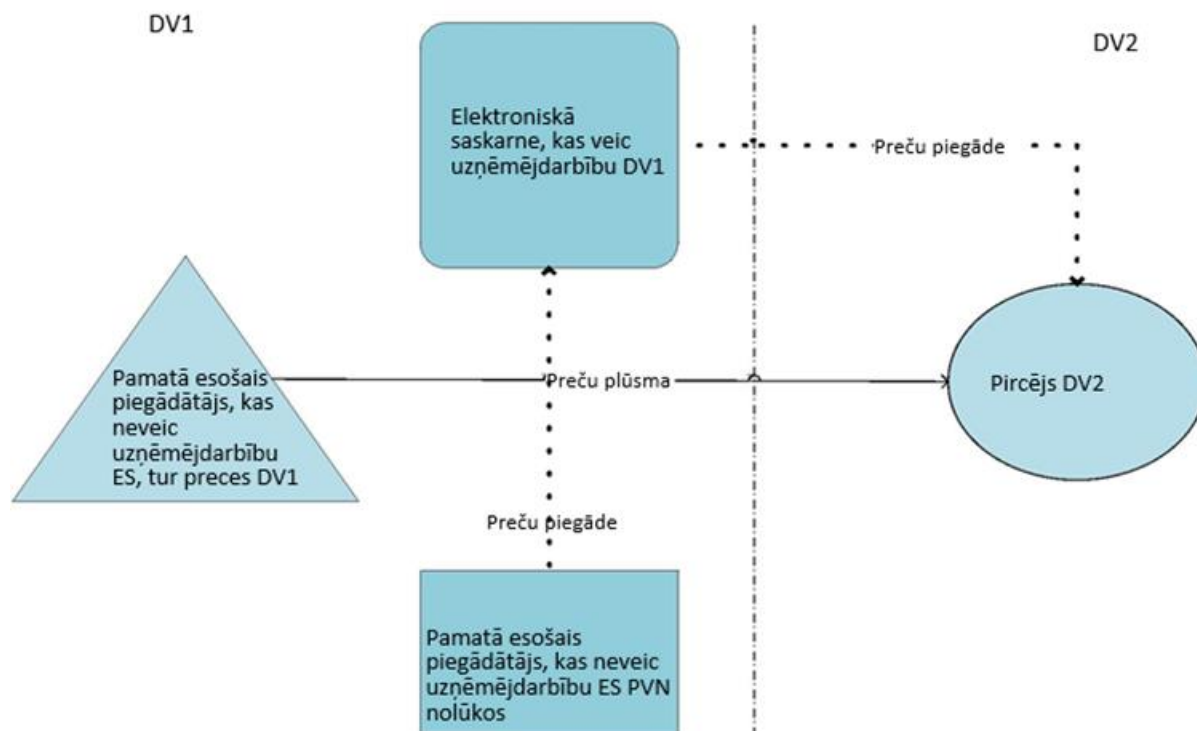 DV1
DV2
Elektroniskā
saskarne, kas veic
uzņēmējdarbību DV1
Preču piegāde
Pamatā esošais
piegādātājs, kas
neveic
uzņēmējdarbību
ES, tur preces DV1
Preču plūsma
Pircējs DV2
Preču piegāde
Pamatā esošais
piegādātājs, kas neveic
uzņēmējdarbību ES PVN
nolūkos